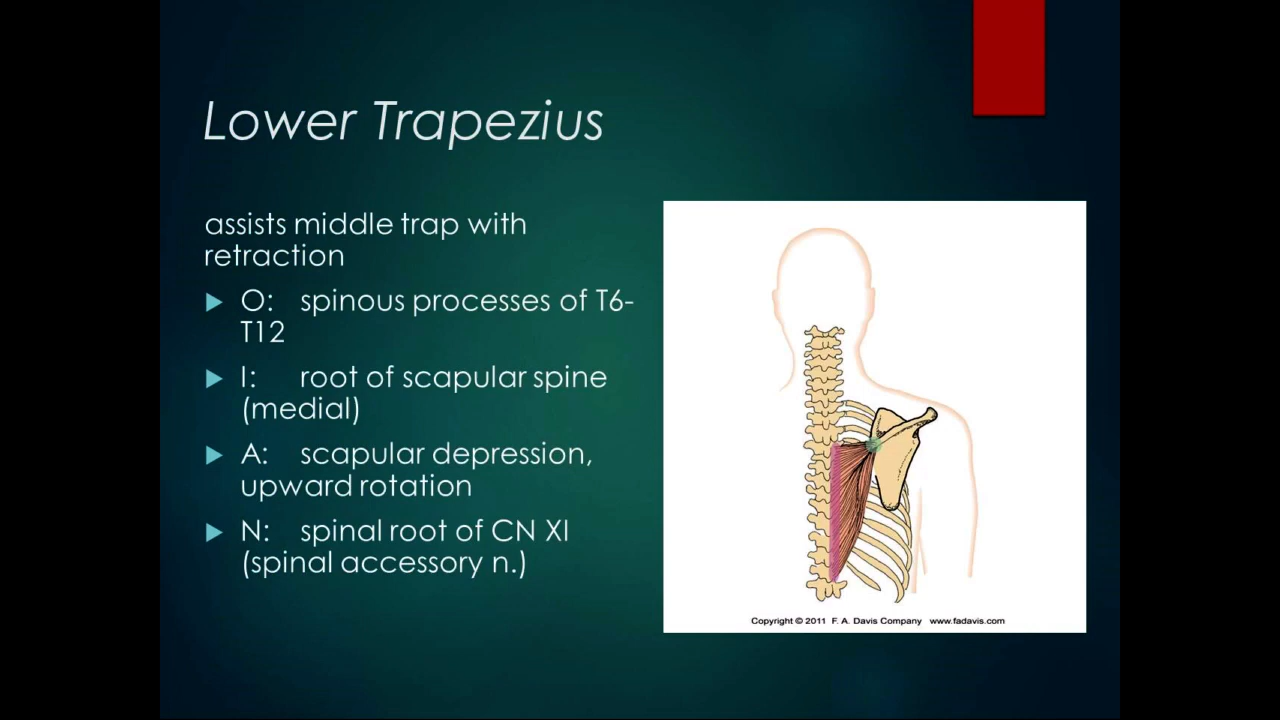 Lower Trapezius
assists middle trap with
retraction
O: spinous processes of T6-
T12
I: root of scapular spine
(medial)
A: scapular depression,
upward rotation
N: spinal root of CN XI
(spinal accessory n.)
Copyright © 2011 F. A. Davis Company www.fadavis.com